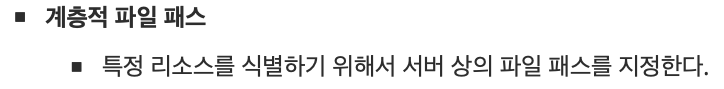 ▪ 계층적 파일 패스
▪ 특정 리소스를 식별하기 위해서 서버 상의 파일 패스를 지정한다.